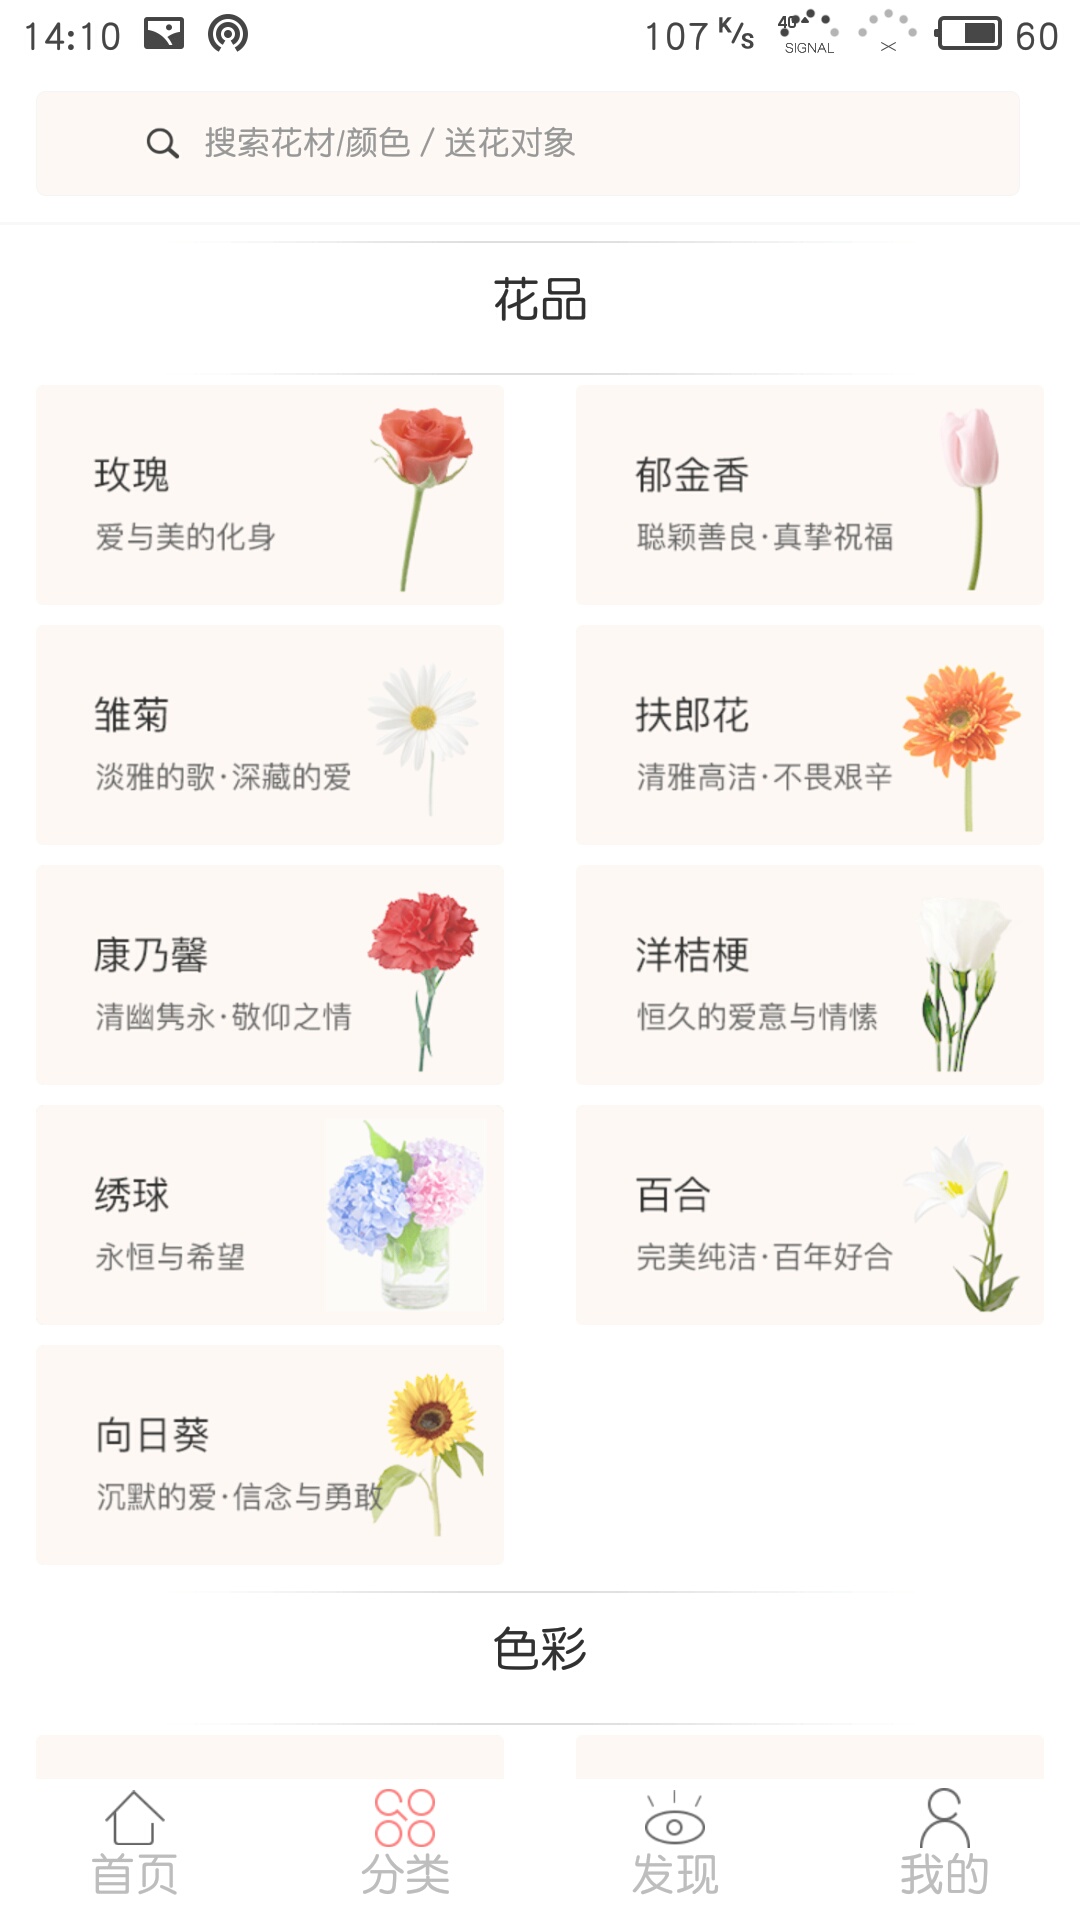 14:10 107 K/s 4G SIGNAL 60
搜索花材/颜色 / 送花对象
花品
玫瑰
爱与美的化身
郁金香
聪颖善良·真挚祝福
雏菊
淡雅的歌·深藏的爱
扶郎花
清雅高洁·不畏艰辛
康乃馨
清幽隽永·敬仰之情
洋桔梗
恒久的爱意与情愫
绣球
永恒与希望
百合
完美纯洁·百年好合
向日葵
沉默的爱·信念与勇敢
色彩
首页 分类 发现 我的